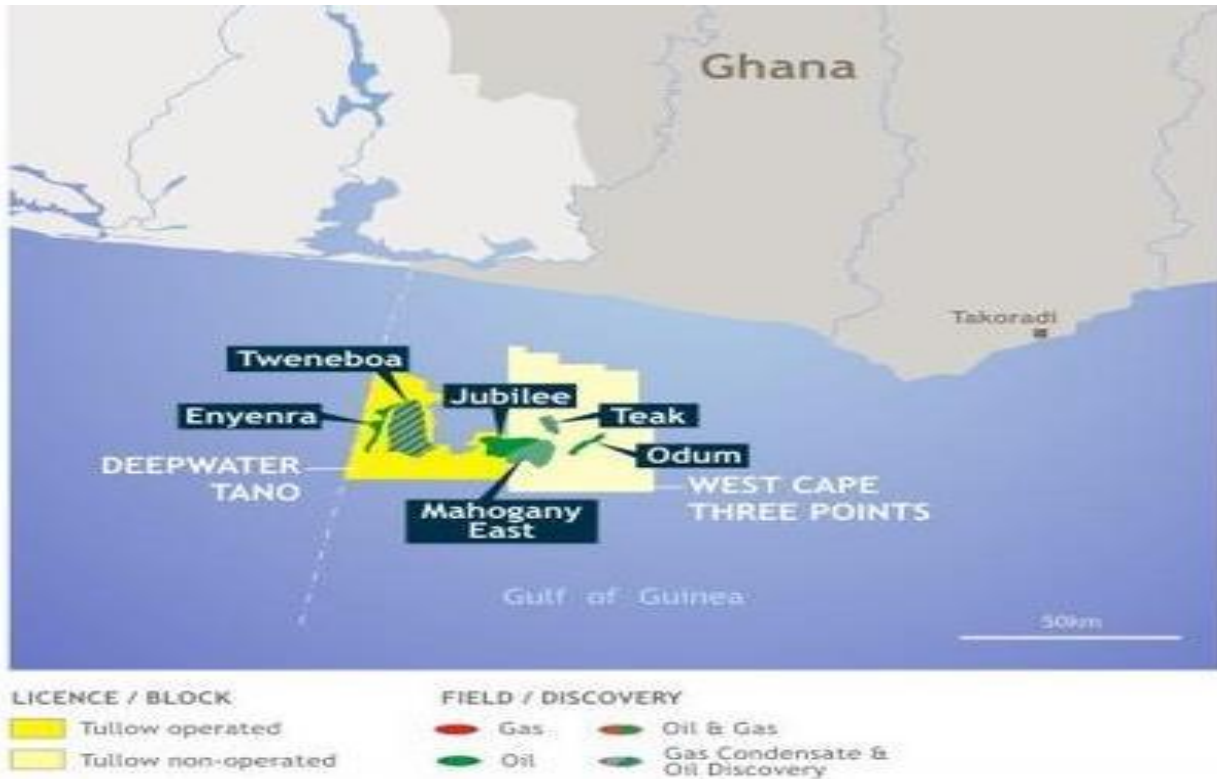 Ghana
Takoradi
Tweneboa
Jubilee
Enyenra
Teak
Odum
DEEPWATER
TANO
Mahogany
East
WEST CAPE
THREE POINTS
Gulf of Guinea
50km
LICENCE / BLOCK
Tullow operated
Tullow non-operated
FIELD / DISCOVERY
Gas
Oil & Gas
Oil
Gas Condensate &
Oil Discovery